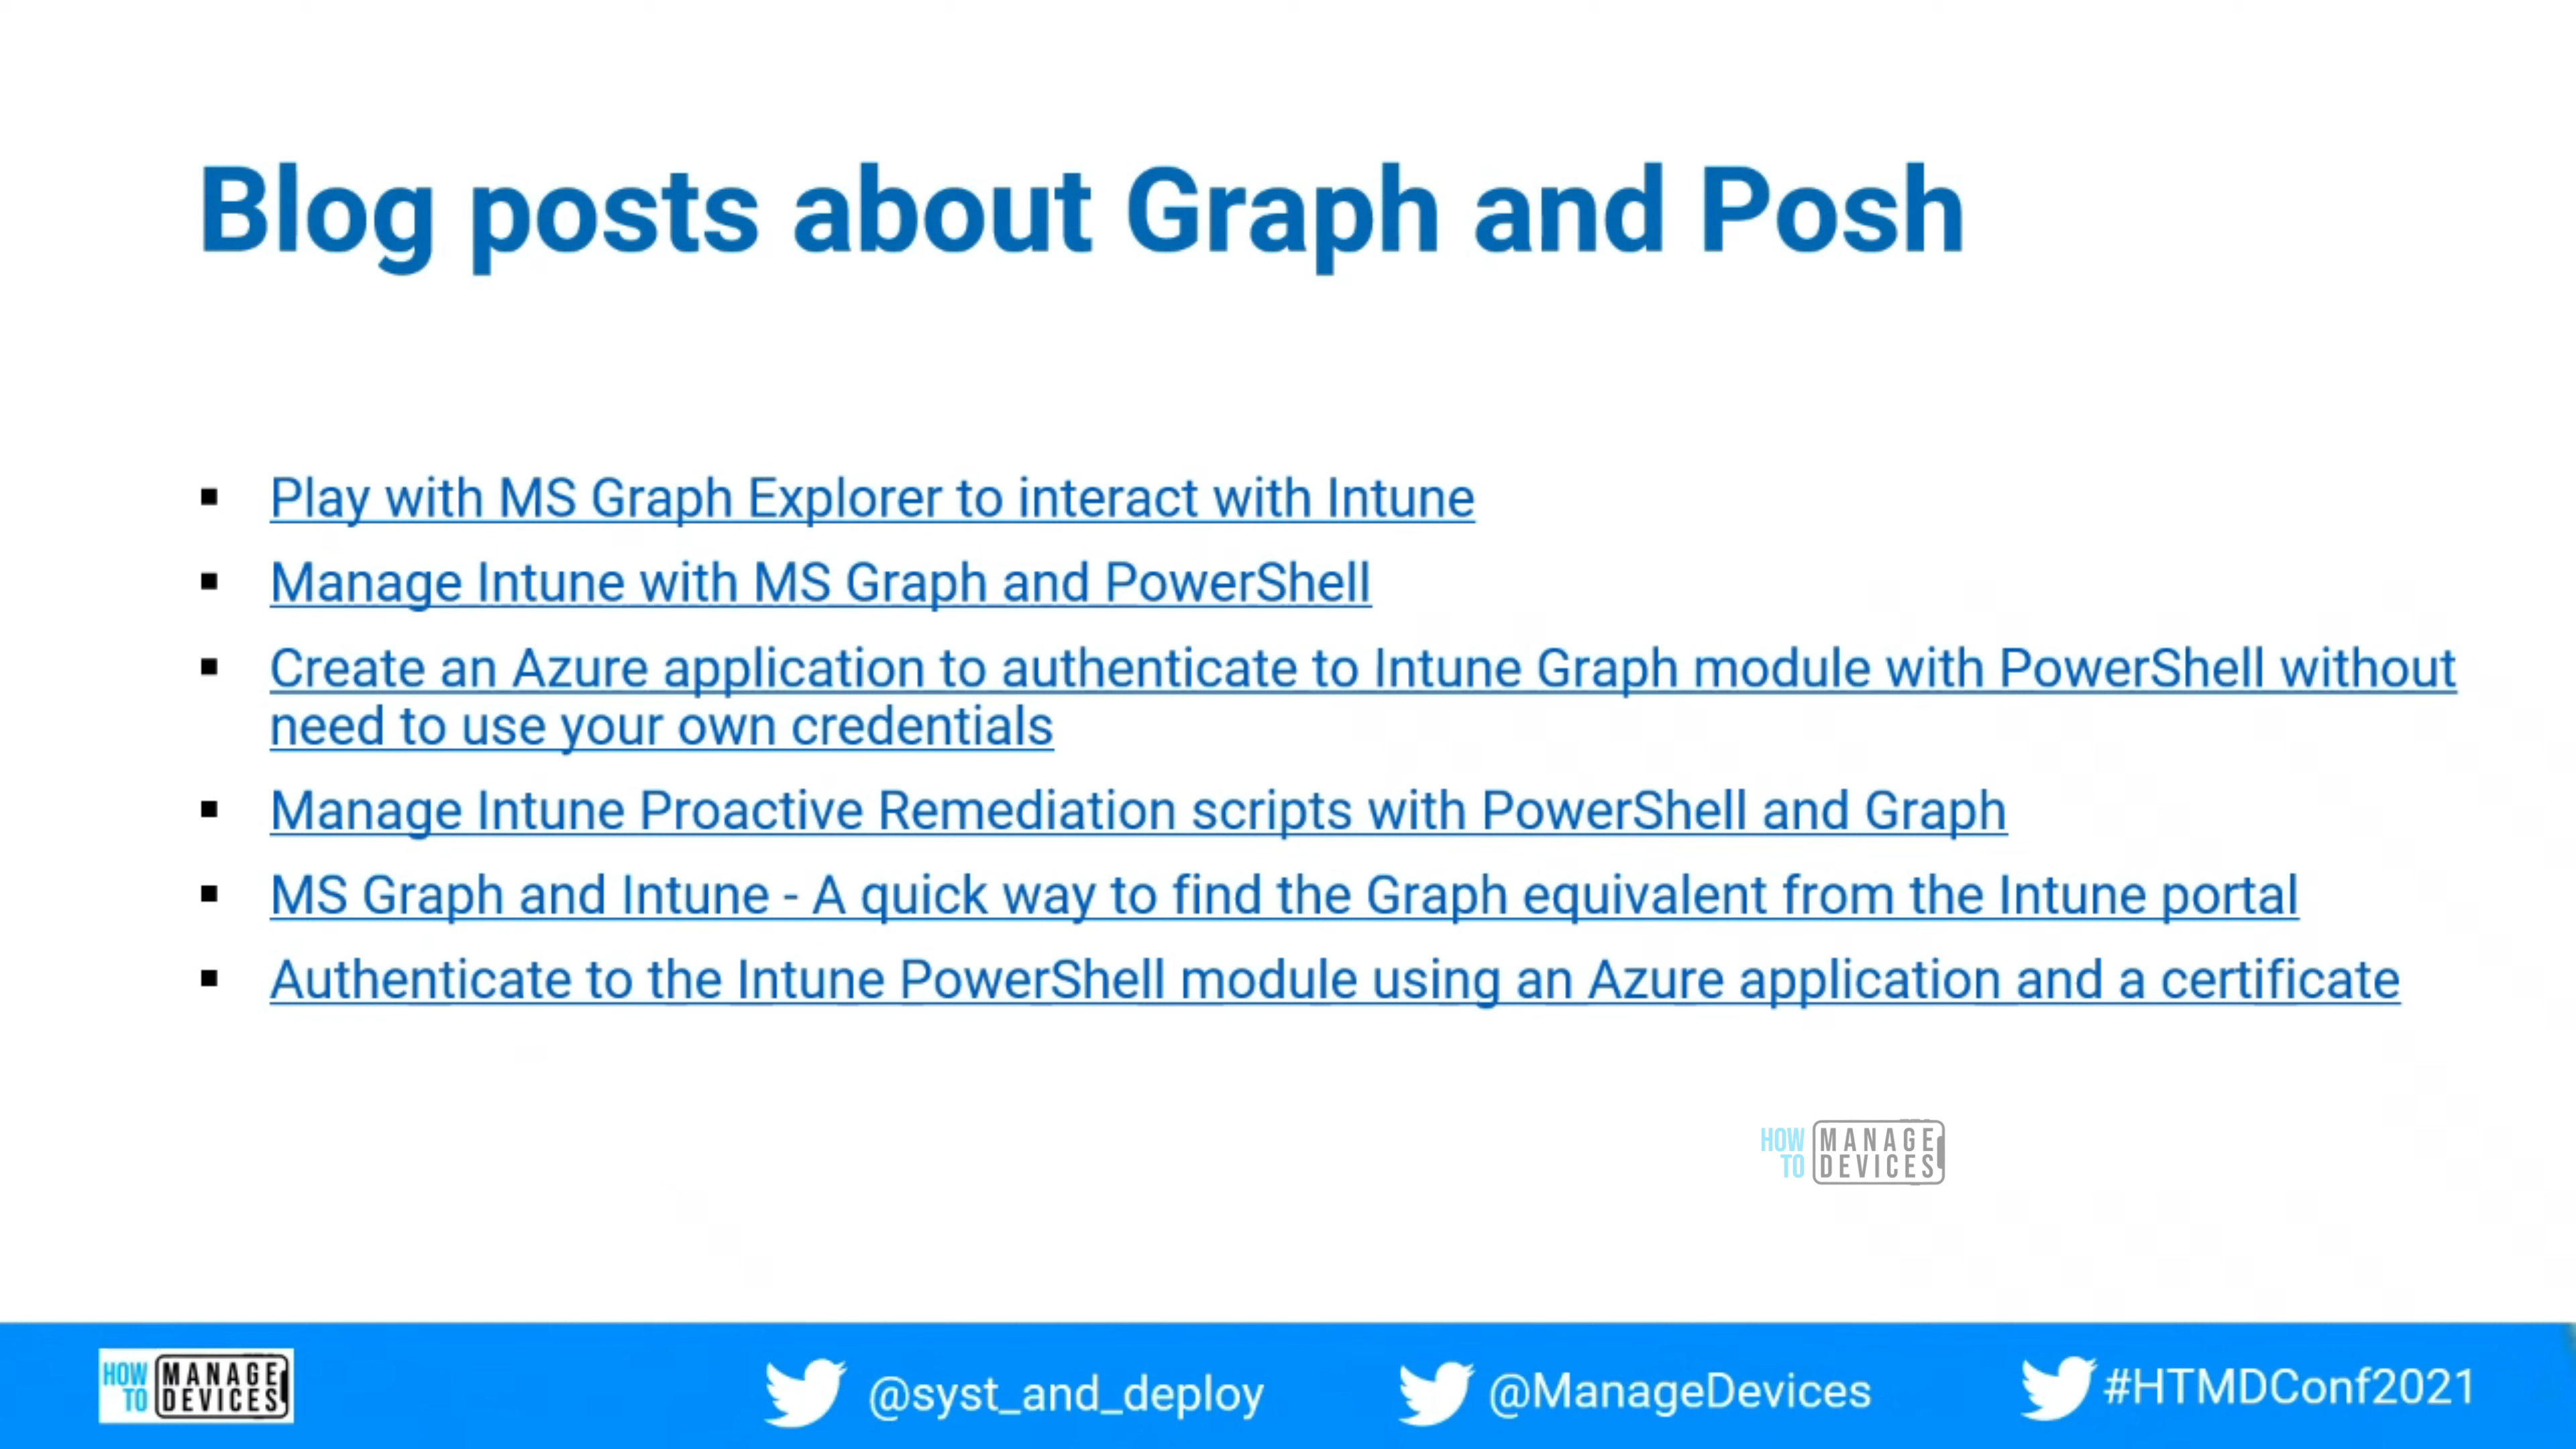 Blog posts about Graph and Posh
▪ Play with MS Graph Explorer to interact with Intune
▪ Manage Intune with MS Graph and PowerShell
▪ Create an Azure application to authenticate to Intune Graph module with PowerShell without
need to use your own credentials
▪ Manage Intune Proactive Remediation scripts with PowerShell and Graph
▪ MS Graph and Intune - A quick way to find the Graph equivalent from the Intune portal
▪ Authenticate to the Intune PowerShell module using an Azure application and a certificate
HOW MANAGE
TO DEVICES
HOW MANAGE
TO DEVICES
@syst_and_deploy
@ManageDevices
#HTMDConf2021